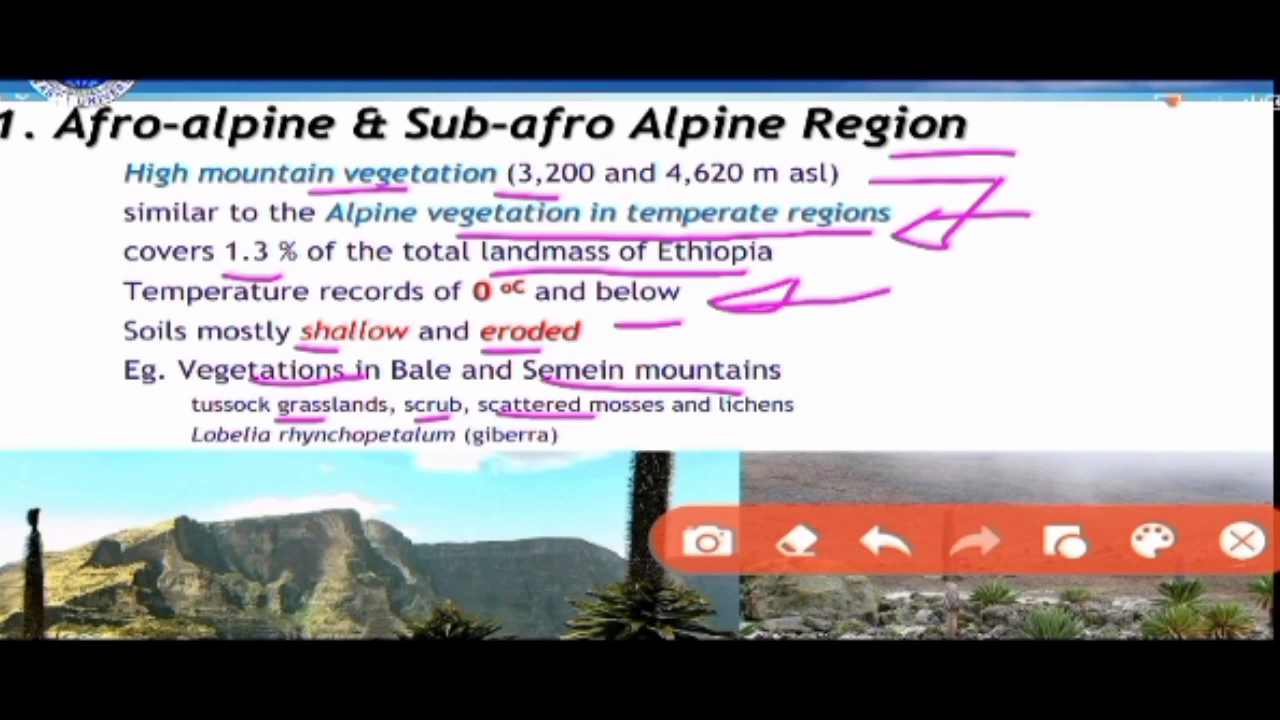 1. Afro-alpine & Sub-afro Alpine Region
High mountain vegetation (3,200 and 4,620 m asl)
similar to the Alpine vegetation in temperate regions
covers 1.3 % of the total landmass of Ethiopia
Temperature records of 0 ºC and below
Soils mostly shallow and eroded
Eg. Vegetations in Bale and Semein mountains
tussock grasslands, scrub, scattered mosses and lichens
Lobelia rhynchopetalum (giberra)